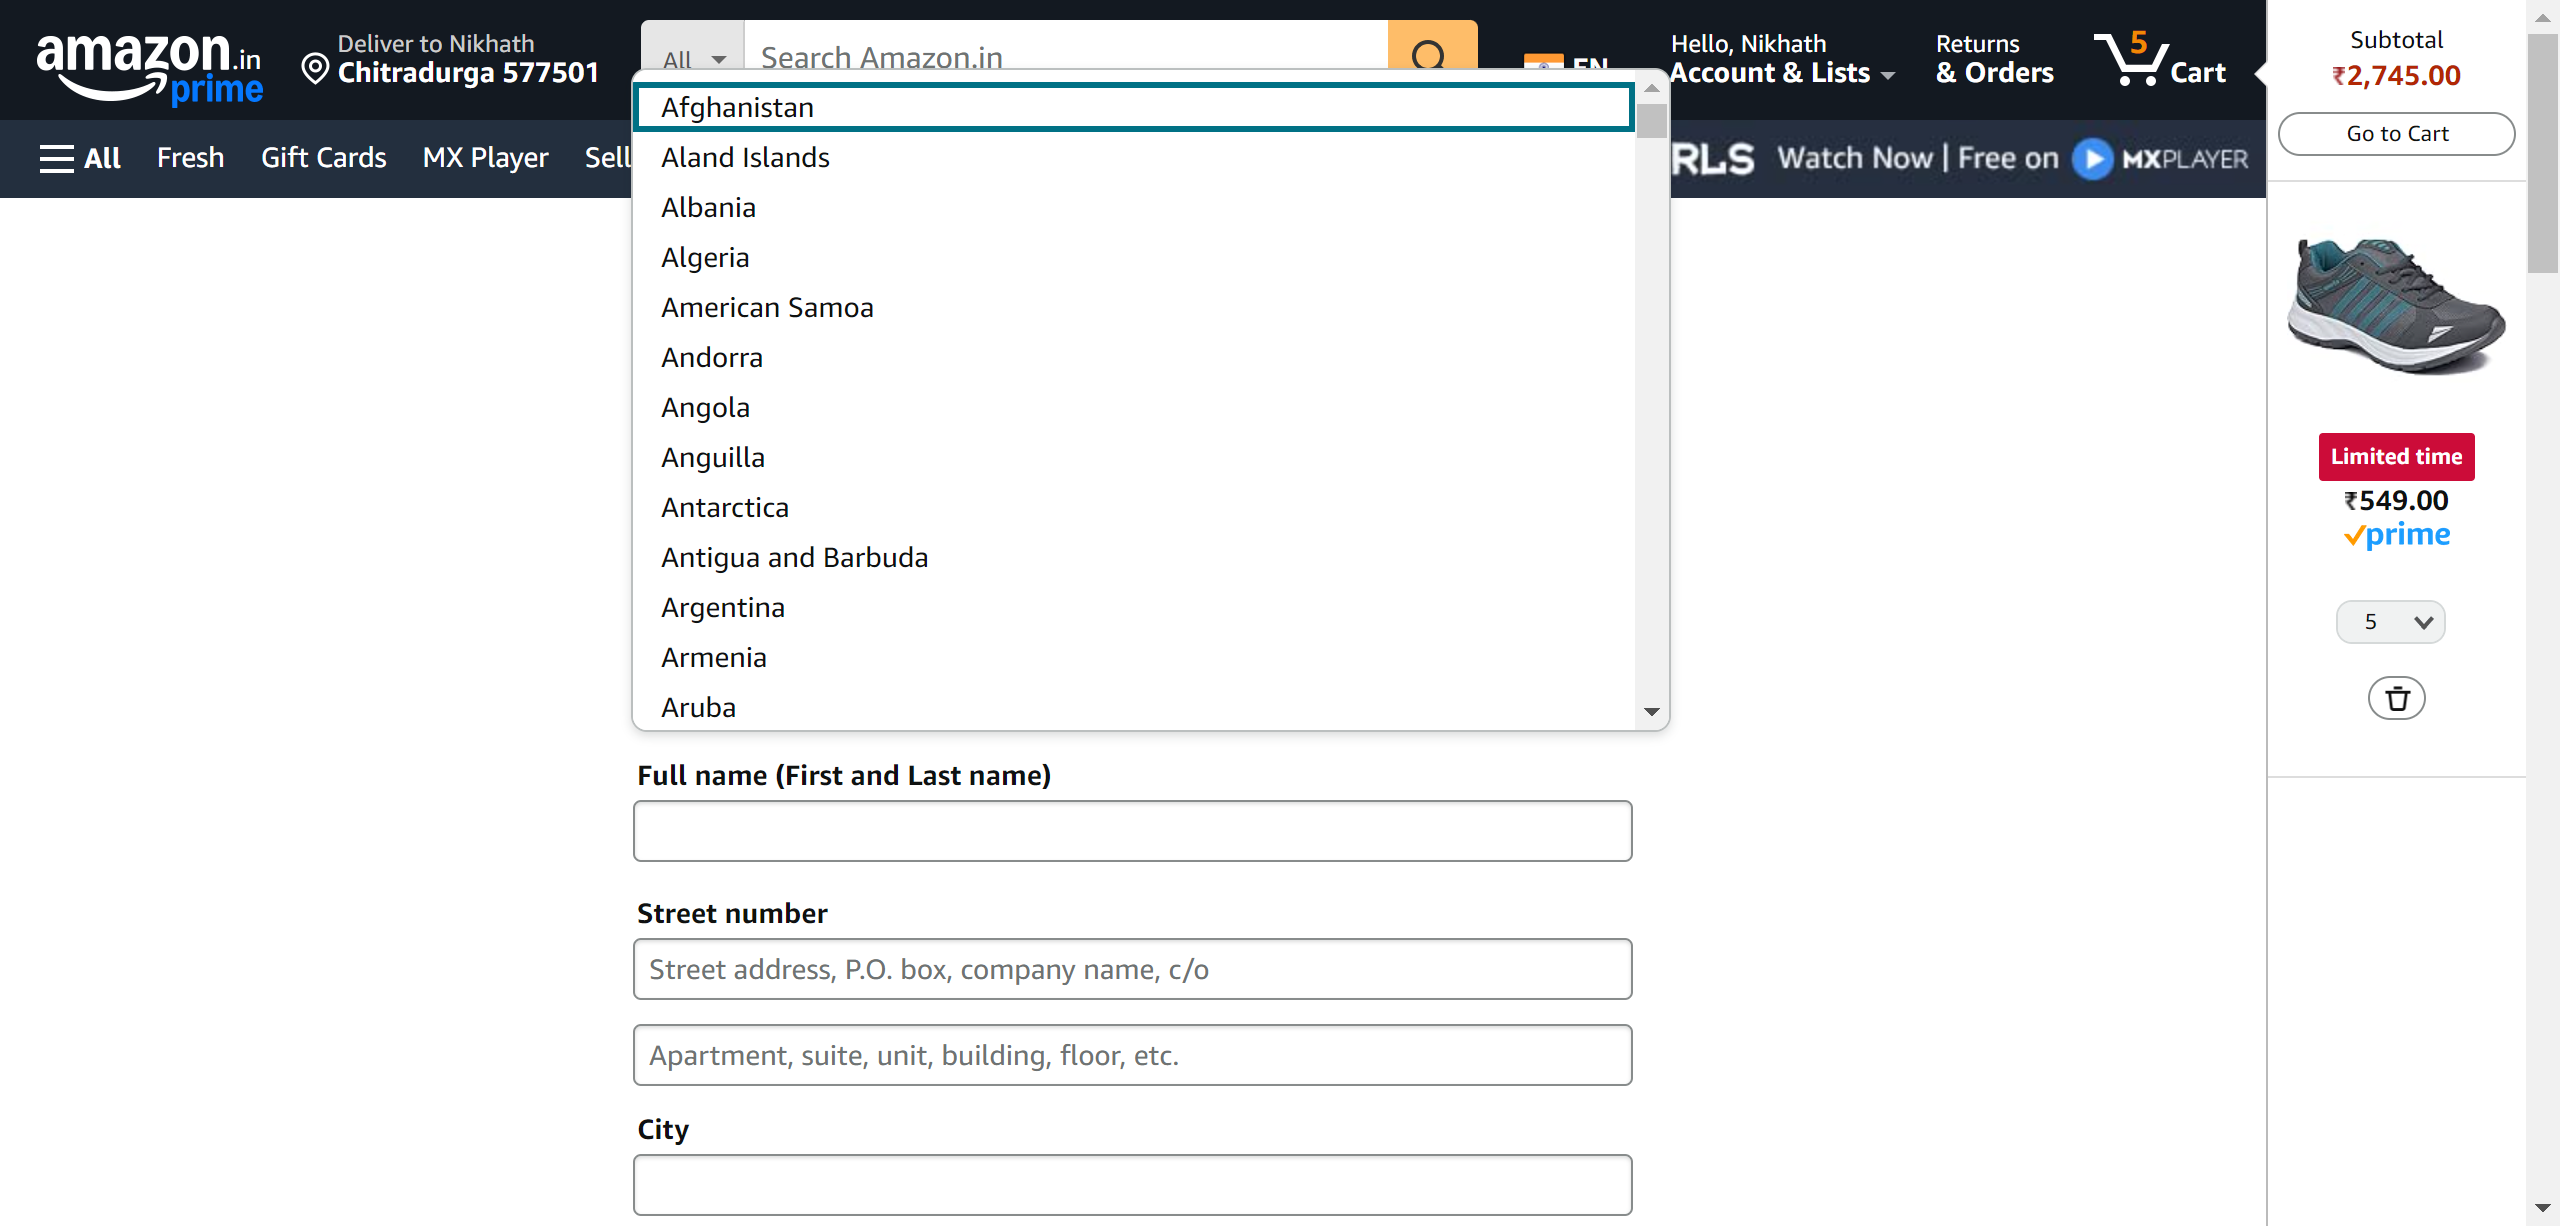 amazon.in
prime
Deliver to Nikhath
Chitradurga 577501
All
Search Amazon.in
EN
Hello, Nikhath
Account & Lists
Returns
& Orders
5
Cart
All
Fresh
Gift Cards
MX Player
Sell
RLS
Watch Now | Free on
MXPLAYER
Afghanistan
Aland Islands
Albania
Algeria
American Samoa
Andorra
Angola
Anguilla
Antarctica
Antigua and Barbuda
Argentina
Armenia
Aruba
Full name (First and Last name)
Street number
Street address, P.O. box, company name, c/o
Apartment, suite, unit, building, floor, etc.
City
Subtotal
₹2,745.00
Go to Cart
Limited time
₹549.00
prime
5